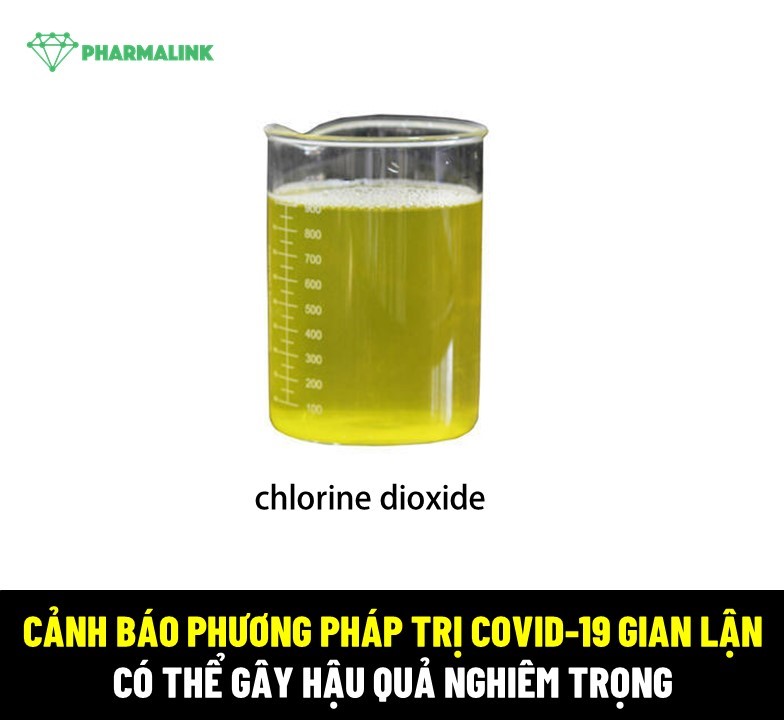 PHARMALINK
900
800
700
600
500
400
300
200
100
chlorine dioxide
CẢNH BÁO PHƯƠNG PHÁP TRỊ COVID-19 GIAN LẬN
CÓ THỂ GÂY HẬU QUẢ NGHIÊM TRỌNG